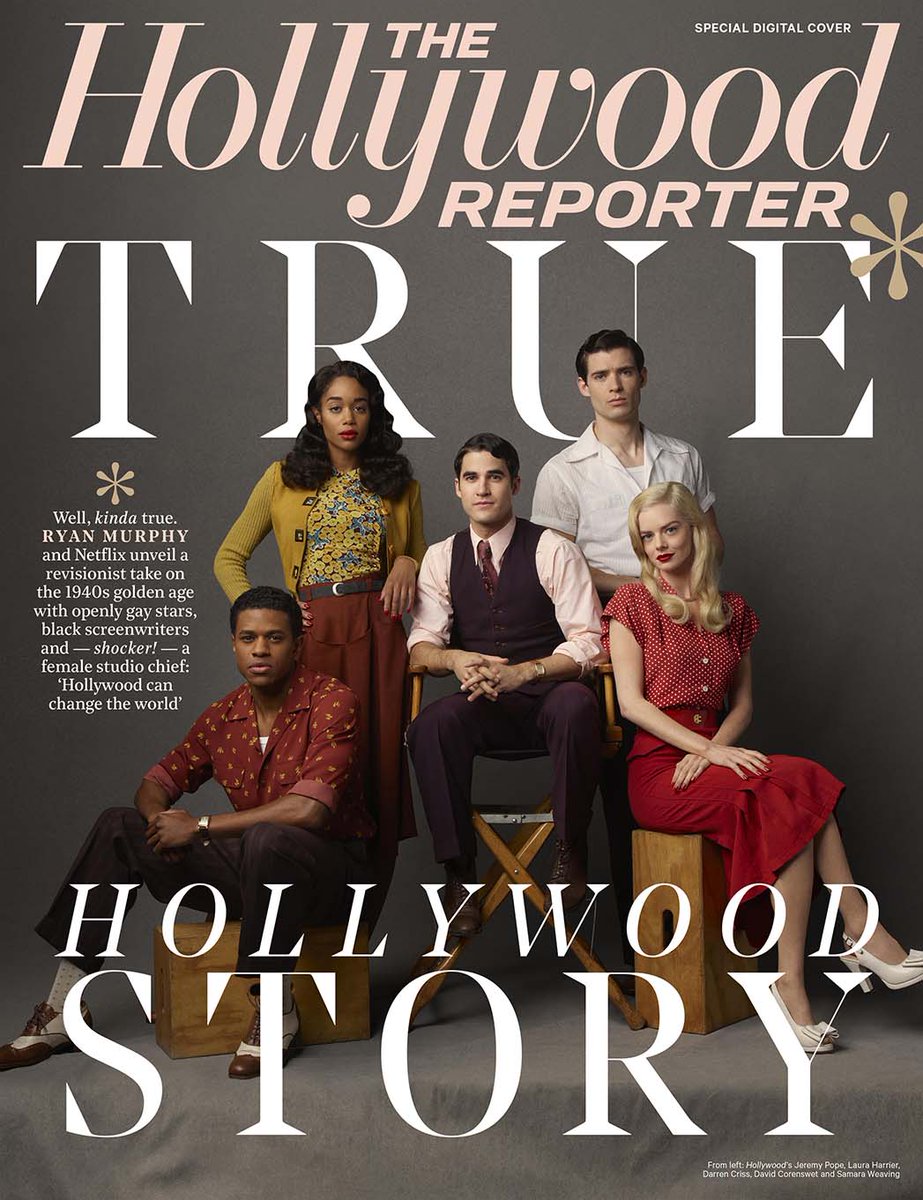 SPECIAL DIGITAL COVER
THE
Hollywood
REPORTER
TRUE*
*
Well, kinda true.
RYAN MURPHY
and Netflix unveil a
revisionist take on
the 1940s golden age
with openly gay stars,
black screenwriters
and — shocker! — a
female studio chief:
‘Hollywood can
change the world’
HOLLYWOOD
STORY
From left: Hollywood's Jeremy Pope, Laura Harrier,
Darren Criss, David Corenswet and Samara Weaving